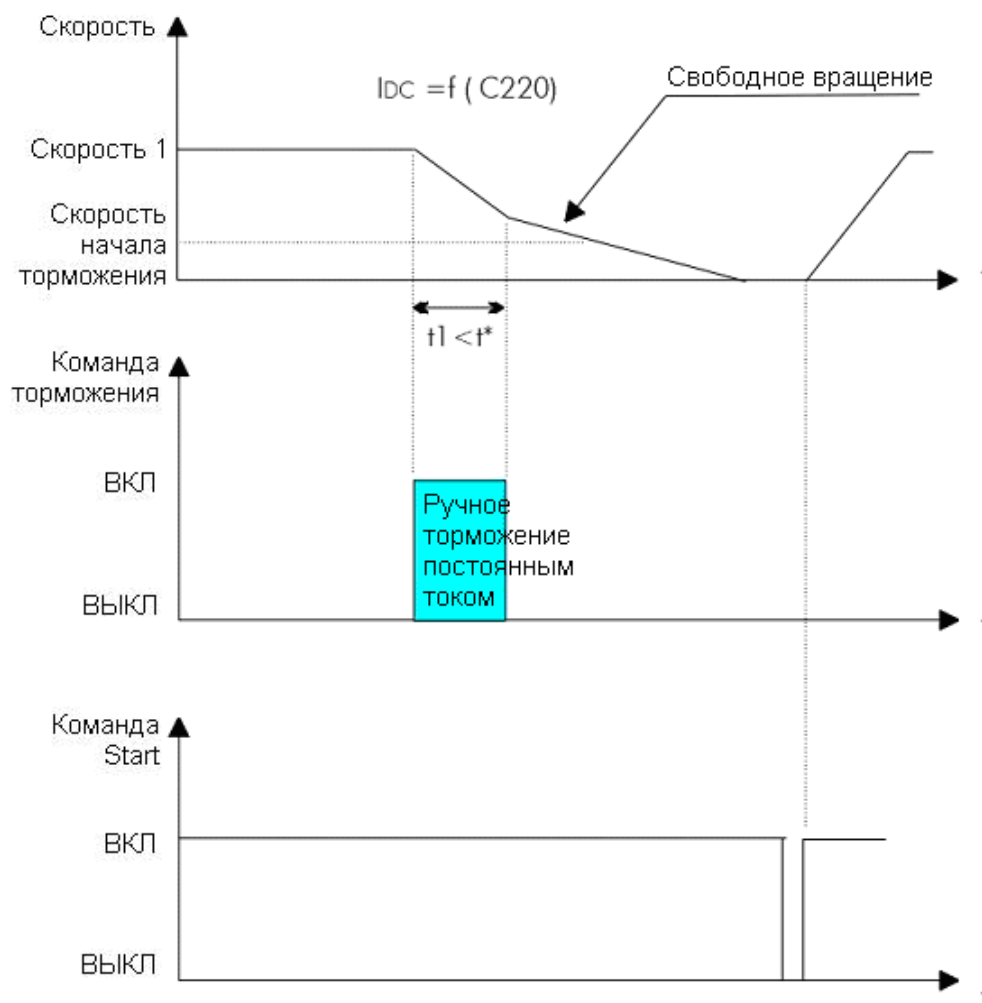 Скорость
IDC =f ( C220)
Свободное вращение
Скорость 1
Скорость
начала
торможения
t1 <t*
Команда
торможения
ВКЛ
Ручное
торможение
постоянным
током
ВЫКЛ
Команда
Start
ВКЛ
ВЫКЛ